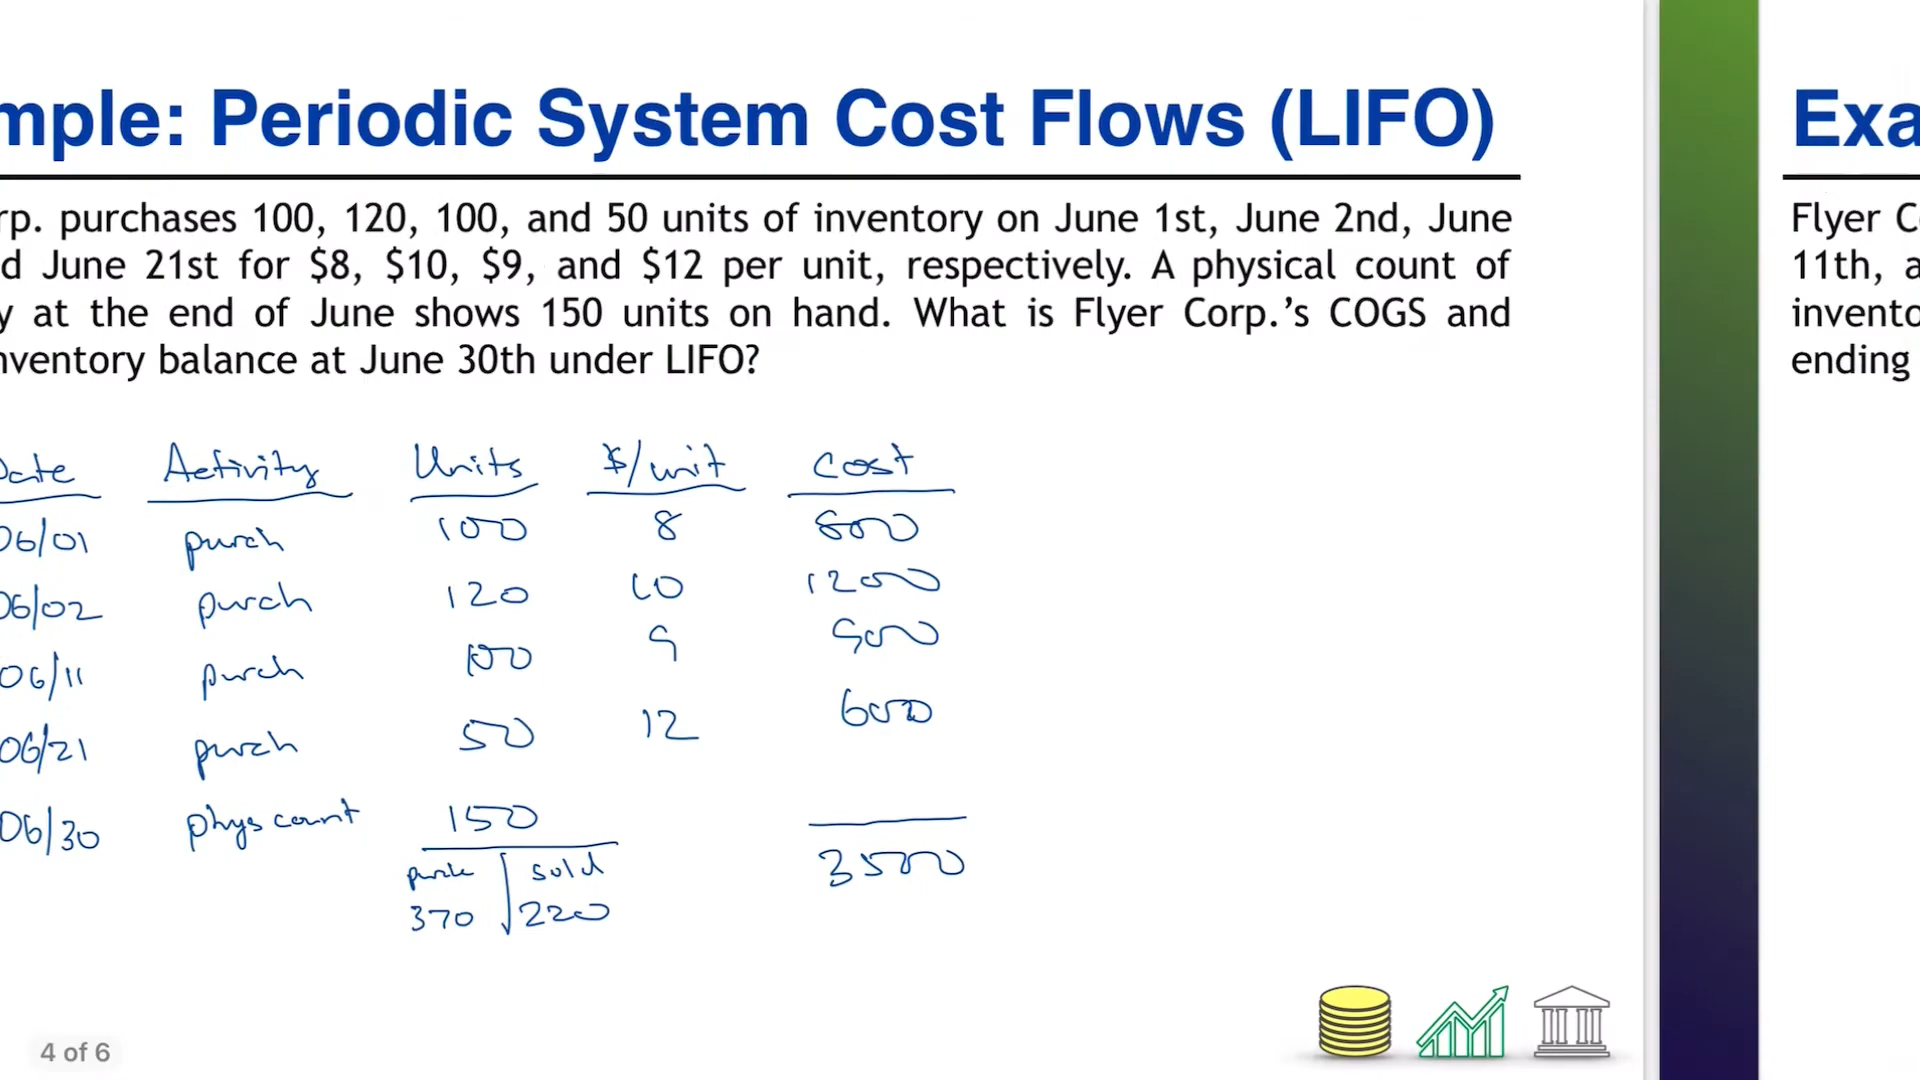 mple: Periodic System Cost Flows (LIFO)
rp. purchases 100, 120, 100, and 50 units of inventory on June 1st, June 2nd, June
d June 21st for $8, $10, $9, and $12 per unit, respectively. A physical count of
y at the end of June shows 150 units on hand. What is Flyer Corp.'s COGS and
nventory balance at June 30th under LIFO?
Date Activity Units $/unit Cost
06/01 purch 100 8 800
06/02 purch 120 10 1200
06/11 purch 100 9 900
06/21 purch 50 12 600
06/30 phys count 150
purch sold 3500
370 220
4 of 6
Exa
Flyer C
11th, a
invento
ending